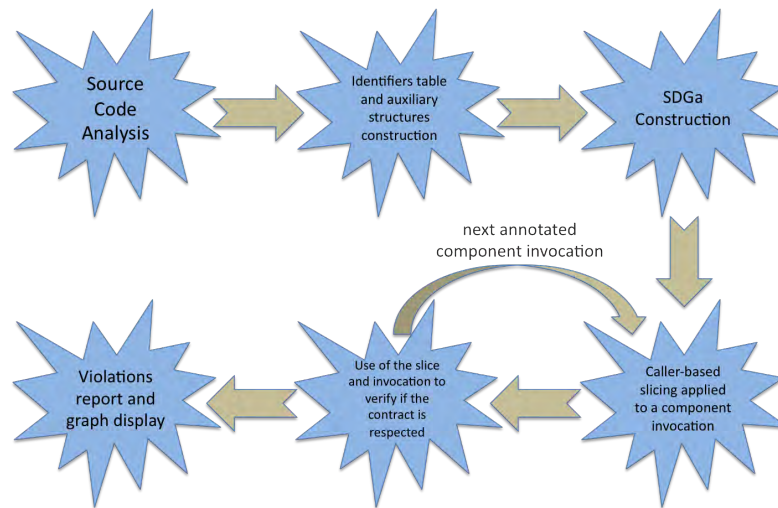 Source
Code
Analysis
Identifiers table
and auxiliary
structures
construction
SDGa
Construction
next annotated
component invocation
Violations
report and
graph display
Use of the slice
and invocation to
verify if the
contract is
respected
Caller-based
slicing applied
to a component
invocation